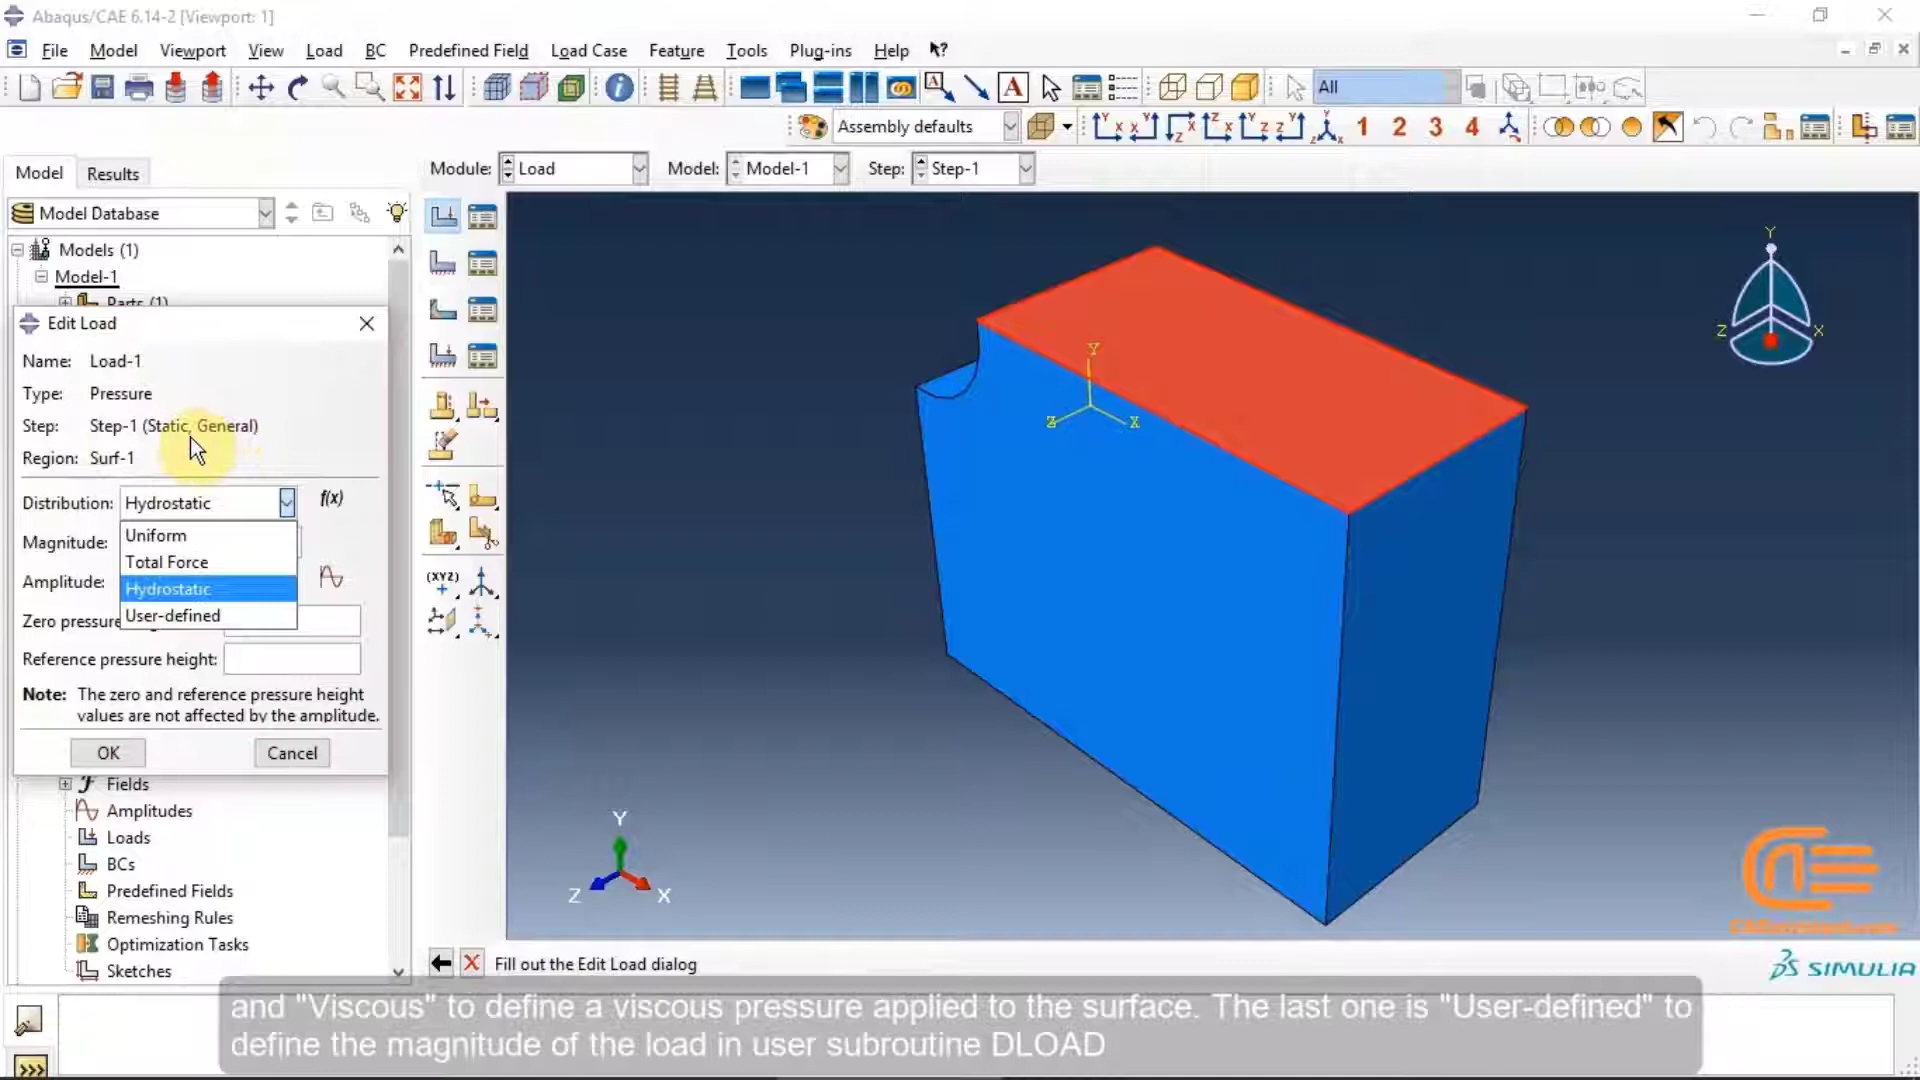 Abaqus/CAE 6.14-2 [Viewport: 1]
File Model Viewport View Load BC Predefined Field Load Case Feature Tools Plug-ins Help
All
Assembly defaults
1 2 3 4
Model Results
Module: Load Model: Model-1 Step: Step-1
Model Database
Models (1)
Model-1
Parts (1)
Edit Load
Name: Load-1
Type: Pressure
Step: Step-1 (Static, General)
Region: Surf-1
Distribution: Hydrostatic f(x)
Uniform
Magnitude:
Total Force
Amplitude:
Hydrostatic
User-defined
Zero pressure
Reference pressure height:
Note: The zero and reference pressure height
values are not affected by the amplitude.
OK Cancel
Fields
Amplitudes
Loads
BCs
Predefined Fields
Remeshing Rules
Optimization Tasks
Sketches
(XYZ)
Y
Z X
Y
Z X
Y
Z X
SIMULIA
Fill out the Edit Load dialog
and "Viscous" to define a viscous pressure applied to the surface. The last one is "User-defined" to
define the magnitude of the load in user subroutine DLOAD